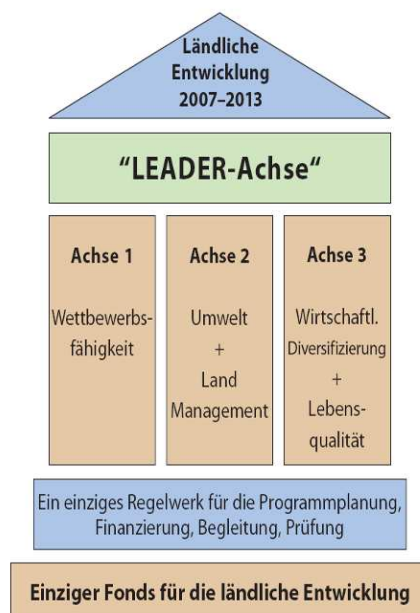 Ländliche
Entwicklung
2007–2013
“LEADER-Achse“
Achse 1
Wettbewerbs-
fähigkeit
Achse 2
Umwelt
+
Land
Management
Achse 3
Wirtschaftl.
Diversifizierung
+
Lebens-
qualität
Ein einziges Regelwerk für die Programmplanung,
Finanzierung, Begleitung, Prüfung
Einziger Fonds für die ländliche Entwicklung